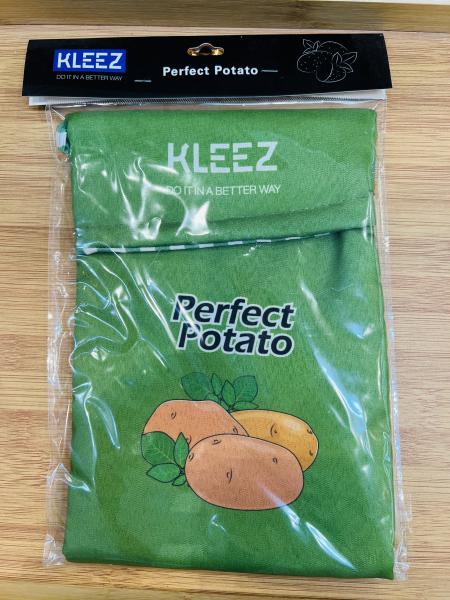 KLEEZ
DO IT IN A BETTER WAY
Perfect Potato
KLEEZ
DO IT IN A BETTER WAY
Perfect
Potato